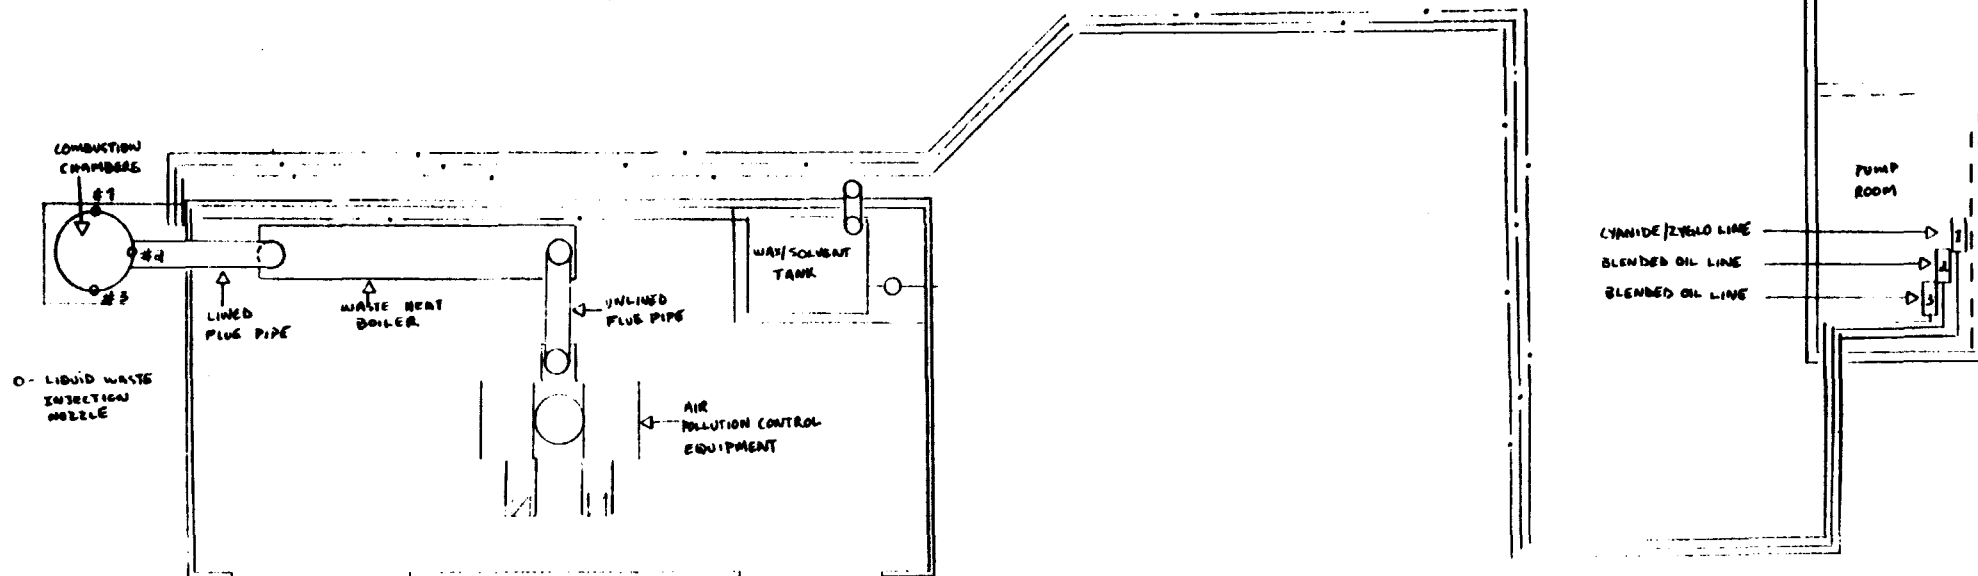 COMBUSTION
CHAMBERS
#1
#2
#3
LINED
FLUE PIPE
WASTE HEAT
BOILER
UNLINED
FLUE PIPE
WAX/SOLVENT
TANK
O- LIQUID WASTE
INJECTION
NOZZLE
AIR
POLLUTION CONTROL
EQUIPMENT
PUMP
ROOM
CYANIDE/ZYGLO LINE
1
BLENDED OIL LINE
2
BLENDED OIL LINE
3